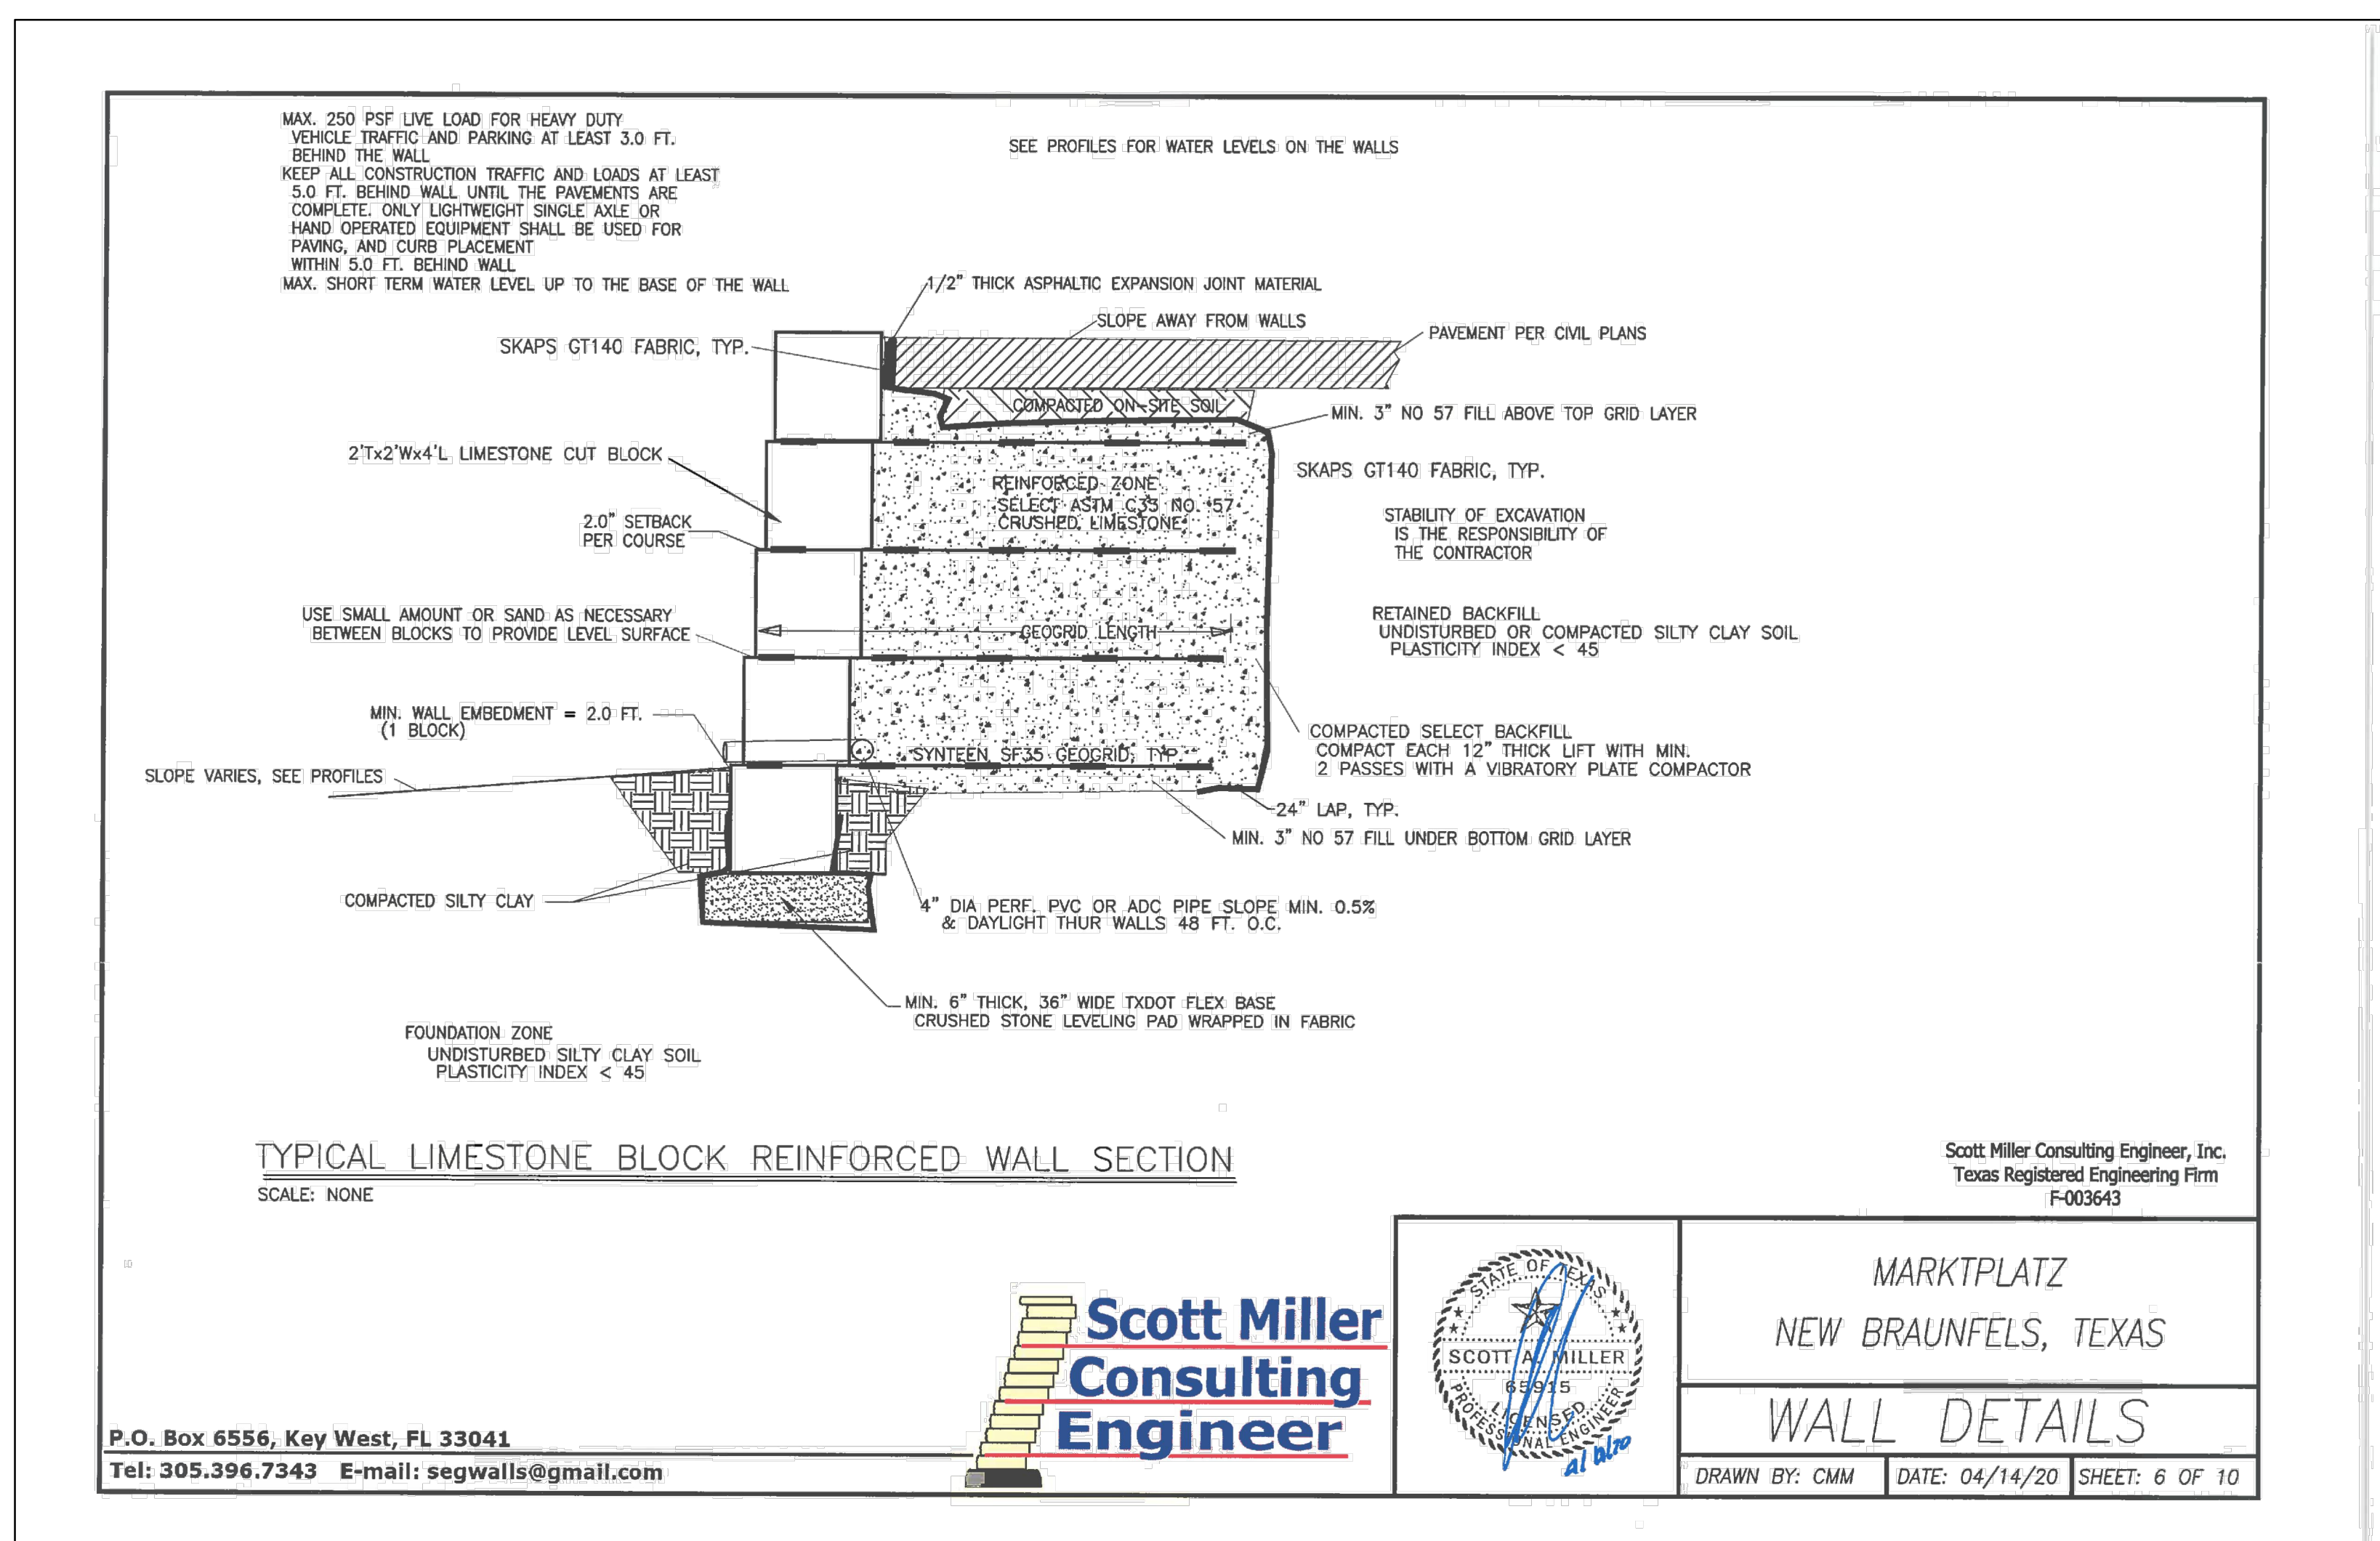 MAX. 250 PSF LIVE LOAD FOR HEAVY DUTY
VEHICLE TRAFFIC AND PARKING AT LEAST 3.0 FT.
BEHIND THE WALL
KEEP ALL CONSTRUCTION TRAFFIC AND LOADS AT LEAST
5.0 FT. BEHIND WALL UNTIL THE PAVEMENTS ARE
COMPLETE. ONLY LIGHTWEIGHT SINGLE AXLE OR
HAND OPERATED EQUIPMENT SHALL BE USED FOR
PAVING, AND CURB PLACEMENT
WITHIN 5.0 FT. BEHIND WALL
MAX. SHORT TERM WATER LEVEL UP TO THE BASE OF THE WALL
SEE PROFILES FOR WATER LEVELS ON THE WALLS
1/2" THICK ASPHALTIC EXPANSION JOINT MATERIAL
SLOPE AWAY FROM WALLS
PAVEMENT PER CIVIL PLANS
SKAPS GT140 FABRIC, TYP.
COMPACTED ON-SITE SOIL
MIN. 3" NO 57 FILL ABOVE TOP GRID LAYER
2'Tx2'Wx4'L LIMESTONE CUT BLOCK
SKAPS GT140 FABRIC, TYP.
REINFORCED ZONE
SELECT ASTM C33 NO. 57
CRUSHED LIMESTONE
2.0" SETBACK
PER COURSE
STABILITY OF EXCAVATION
IS THE RESPONSIBILITY OF
THE CONTRACTOR
USE SMALL AMOUNT OR SAND AS NECESSARY
BETWEEN BLOCKS TO PROVIDE LEVEL SURFACE
GEOGRID LENGTH
RETAINED BACKFILL
UNDISTURBED OR COMPACTED SILTY CLAY SOIL
PLASTICITY INDEX < 45
MIN. WALL EMBEDMENT = 2.0 FT.
(1 BLOCK)
SYNTEEN SF35 GEOGRID, TYP.
COMPACTED SELECT BACKFILL
COMPACT EACH 12" THICK LIFT WITH MIN.
2 PASSES WITH A VIBRATORY PLATE COMPACTOR
SLOPE VARIES, SEE PROFILES
24" LAP, TYP.
MIN. 3" NO 57 FILL UNDER BOTTOM GRID LAYER
COMPACTED SILTY CLAY
4" DIA PERF. PVC OR ADC PIPE SLOPE MIN. 0.5%
& DAYLIGHT THUR WALLS 48 FT. O.C.
MIN. 6" THICK, 36" WIDE TXDOT FLEX BASE
CRUSHED STONE LEVELING PAD WRAPPED IN FABRIC
FOUNDATION ZONE
UNDISTURBED SILTY CLAY SOIL
PLASTICITY INDEX < 45
TYPICAL LIMESTONE BLOCK REINFORCED WALL SECTION
SCALE: NONE
Scott Miller Consulting Engineer, Inc.
Texas Registered Engineering Firm
F-003643
Scott Miller
Consulting
Engineer
P.O. Box 6556, Key West, FL 33041
Tel: 305.396.7343 E-mail: segwalls@gmail.com
STATE OF TEXAS
SCOTT A. MILLER
65915
LICENSED
PROFESSIONAL ENGINEER
MARKTPLATZ
NEW BRAUNFELS, TEXAS
WALL DETAILS
DRAWN BY: CMM
DATE: 04/14/20
SHEET: 6 OF 10